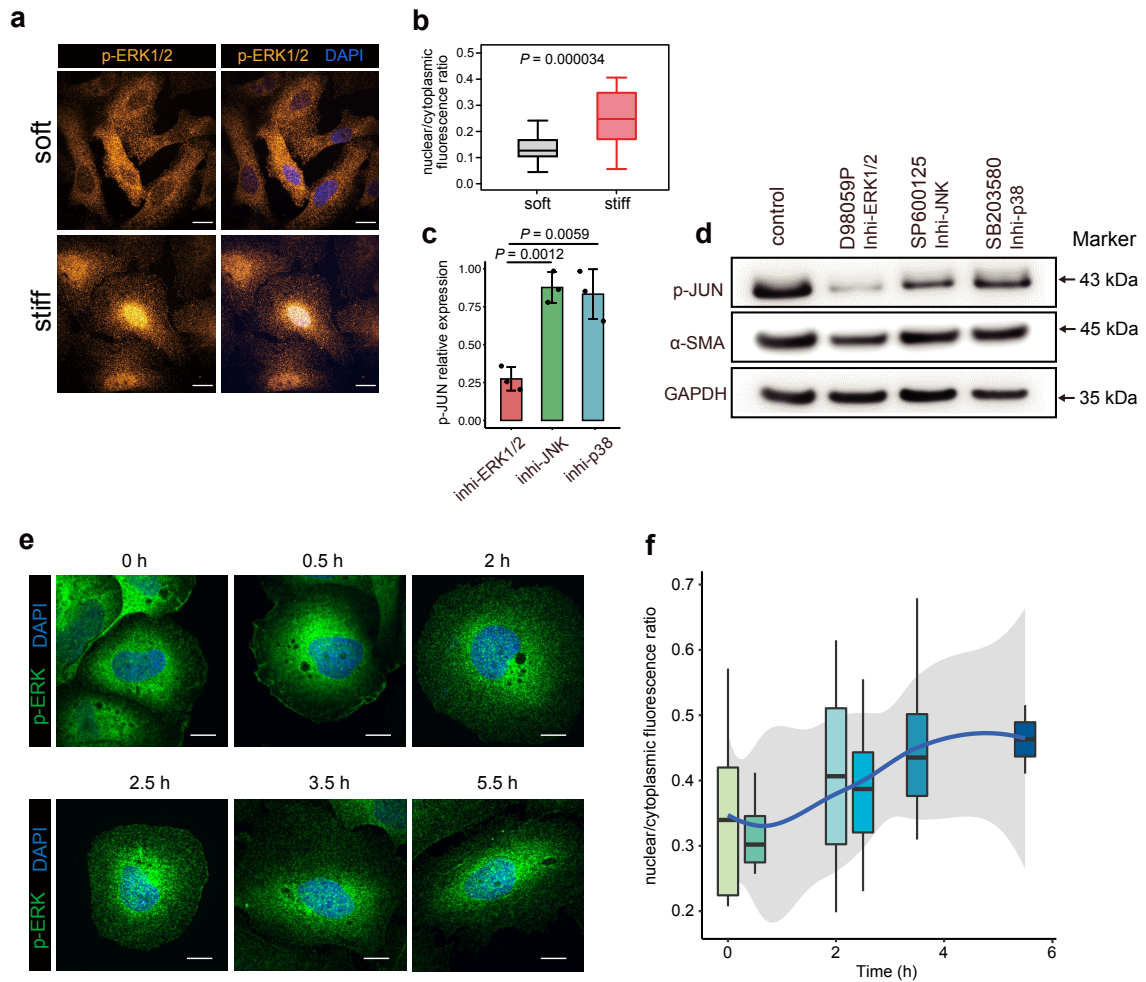 a
p-ERK1/2
p-ERK1/2 DAPI
soft
stiff
b
nuclear/cytoplasmic
fluorescence ratio
0.5
0.4
0.3
0.2
0.1
0.0
P = 0.000034
soft
stiff
c
p-JUN relative expression
1.00
0.75
0.50
0.25
0.00
P = 0.0059
P = 0.0012
inhi-ERK1/2
inhi-JNK
inhi-p38
d
control
D98059P
Inhi-ERK1/2
SP600125
Inhi-JNK
SB203580
Inhi-p38
Marker
p-JUN
43 kDa
α-SMA
45 kDa
GAPDH
35 kDa
e
0 h
0.5 h
2 h
p-ERK DAPI
2.5 h
3.5 h
5.5 h
p-ERK DAPI
f
nuclear/cytoplasmic fluorescence ratio
0.7
0.6
0.5
0.4
0.3
0.2
0
2
4
6
Time (h)